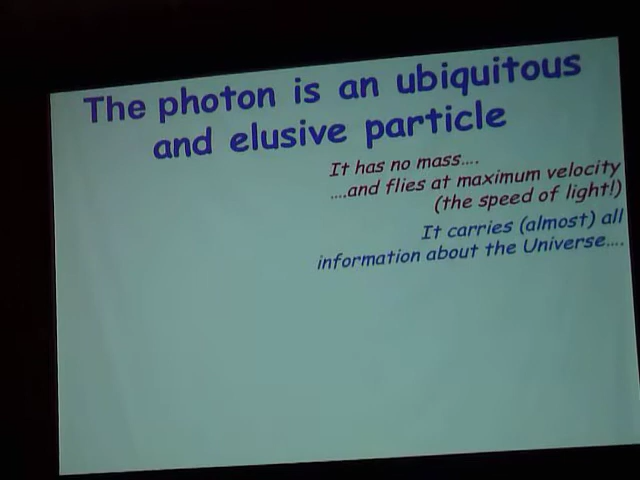 The photon is an ubiquitous
and elusive particle
It has no mass....
....and flies at maximum velocity
(the speed of light!)
It carries (almost) all
information about the Universe....